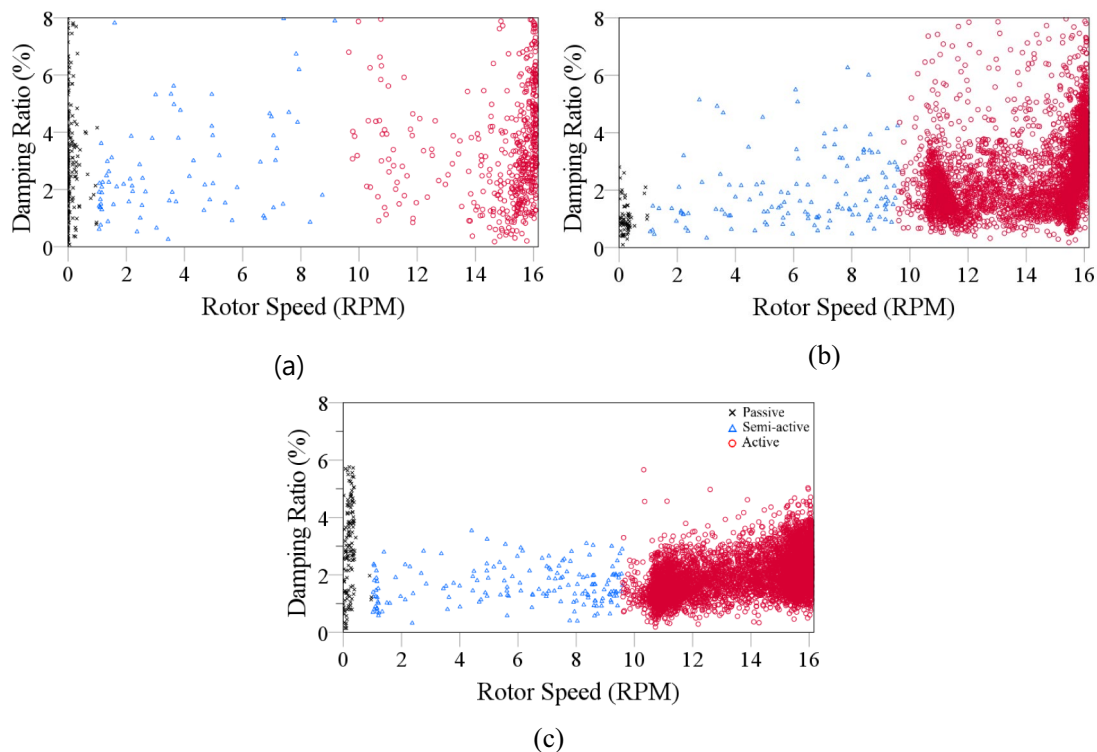 Damping Ratio (%)
8
6
4
2
0
0 2 4 6 8 10 12 14 16
Rotor Speed (RPM)
(a)
Damping Ratio (%)
8
6
4
2
0
0 2 4 6 8 10 12 14 16
Rotor Speed (RPM)
(b)
Damping Ratio (%)
8
6
4
2
0
Passive
Semi-active
Active
0 2 4 6 8 10 12 14 16
Rotor Speed (RPM)
(c)